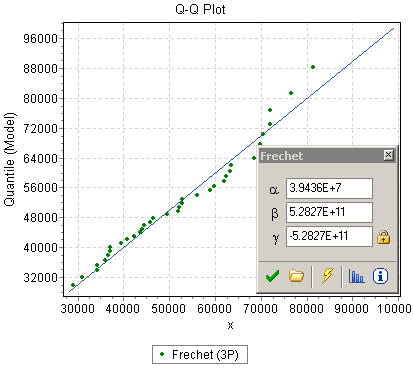 Q-Q Plot
96000
88000
80000
72000
64000
56000
48000
40000
32000
Quantile (Model)
Frechet
α 3.9436E+7
β 5.2827E+11
γ -5.2827E+11
30000 40000 50000 60000 70000 80000 90000 10000
x
Frechet (3P)